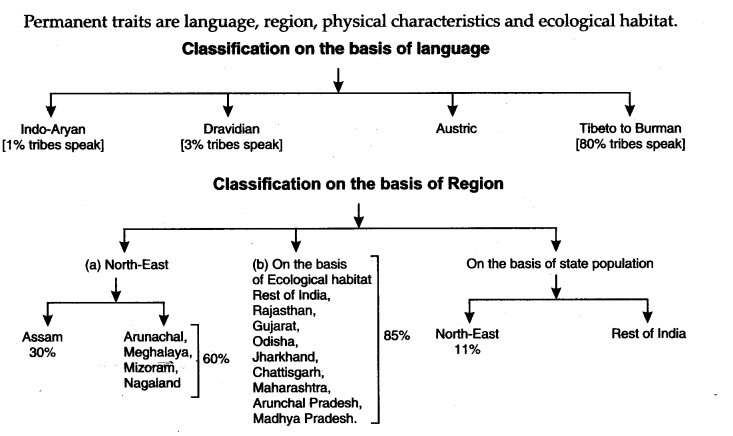 Permanent traits are language, region, physical characteristics and ecological habitat.
Classification on the basis of language
Indo-Aryan
[1% tribes speak]
Dravidian
[3% tribes speak]
Austric
Tibeto to Burman
[80% tribes speak]
Classification on the basis of Region
(a) North-East
Assam
30%
Arunachal,
Meghalaya,
Mizoram,
Nagaland
60%
(b) On the basis
of Ecological habitat
Rest of India,
Rajasthan,
Gujarat,
Odisha,
Jharkhand,
Chattisgarh,
Maharashtra,
Arunchal Pradesh,
Madhya Pradesh.
85%
On the basis of state population
North-East
11%
Rest of India